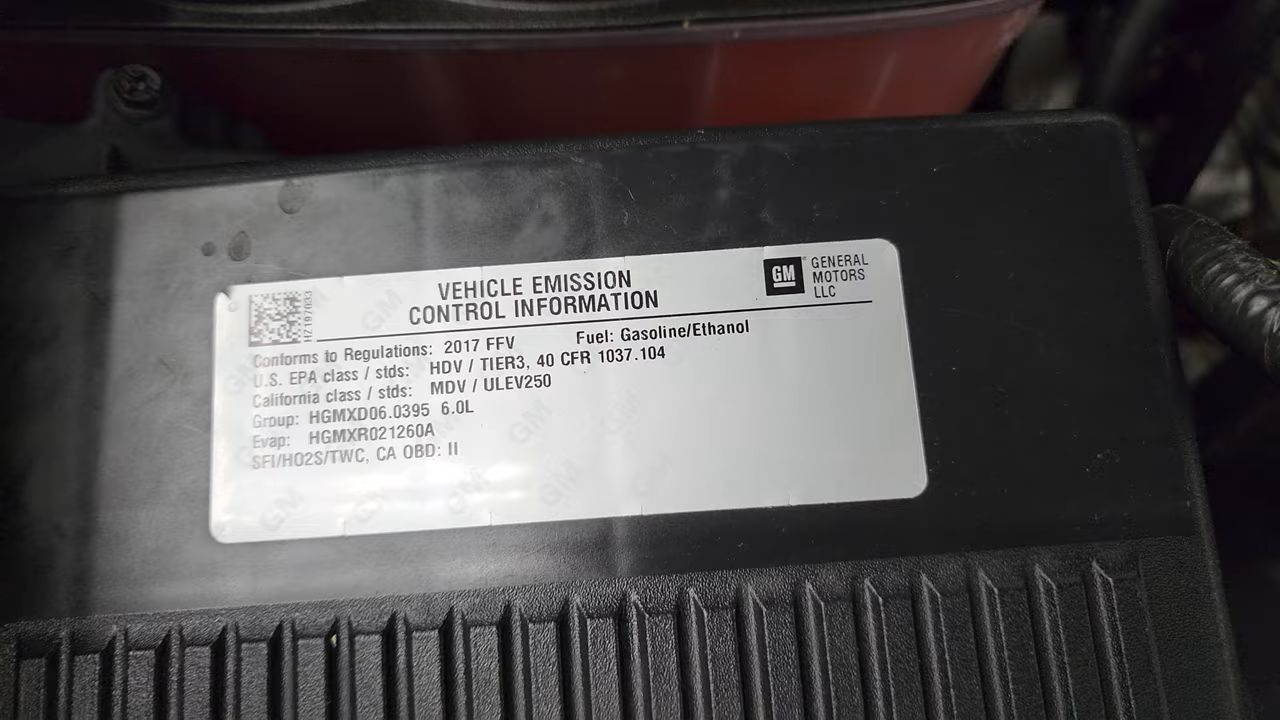 VEHICLE EMISSION
CONTROL INFORMATION
GM
GENERAL
MOTORS
LLC
HZ197033
Conforms to Regulations: 2017 FFV Fuel: Gasoline/Ethanol
U.S. EPA class / stds: HDV / TIER3, 40 CFR 1037.104
California class / stds: MDV / ULEV250
Group: HGMXD06.0395 6.0L
Evap: HGMXR021260A
SFI/HO2S/TWC, CA OBD: II